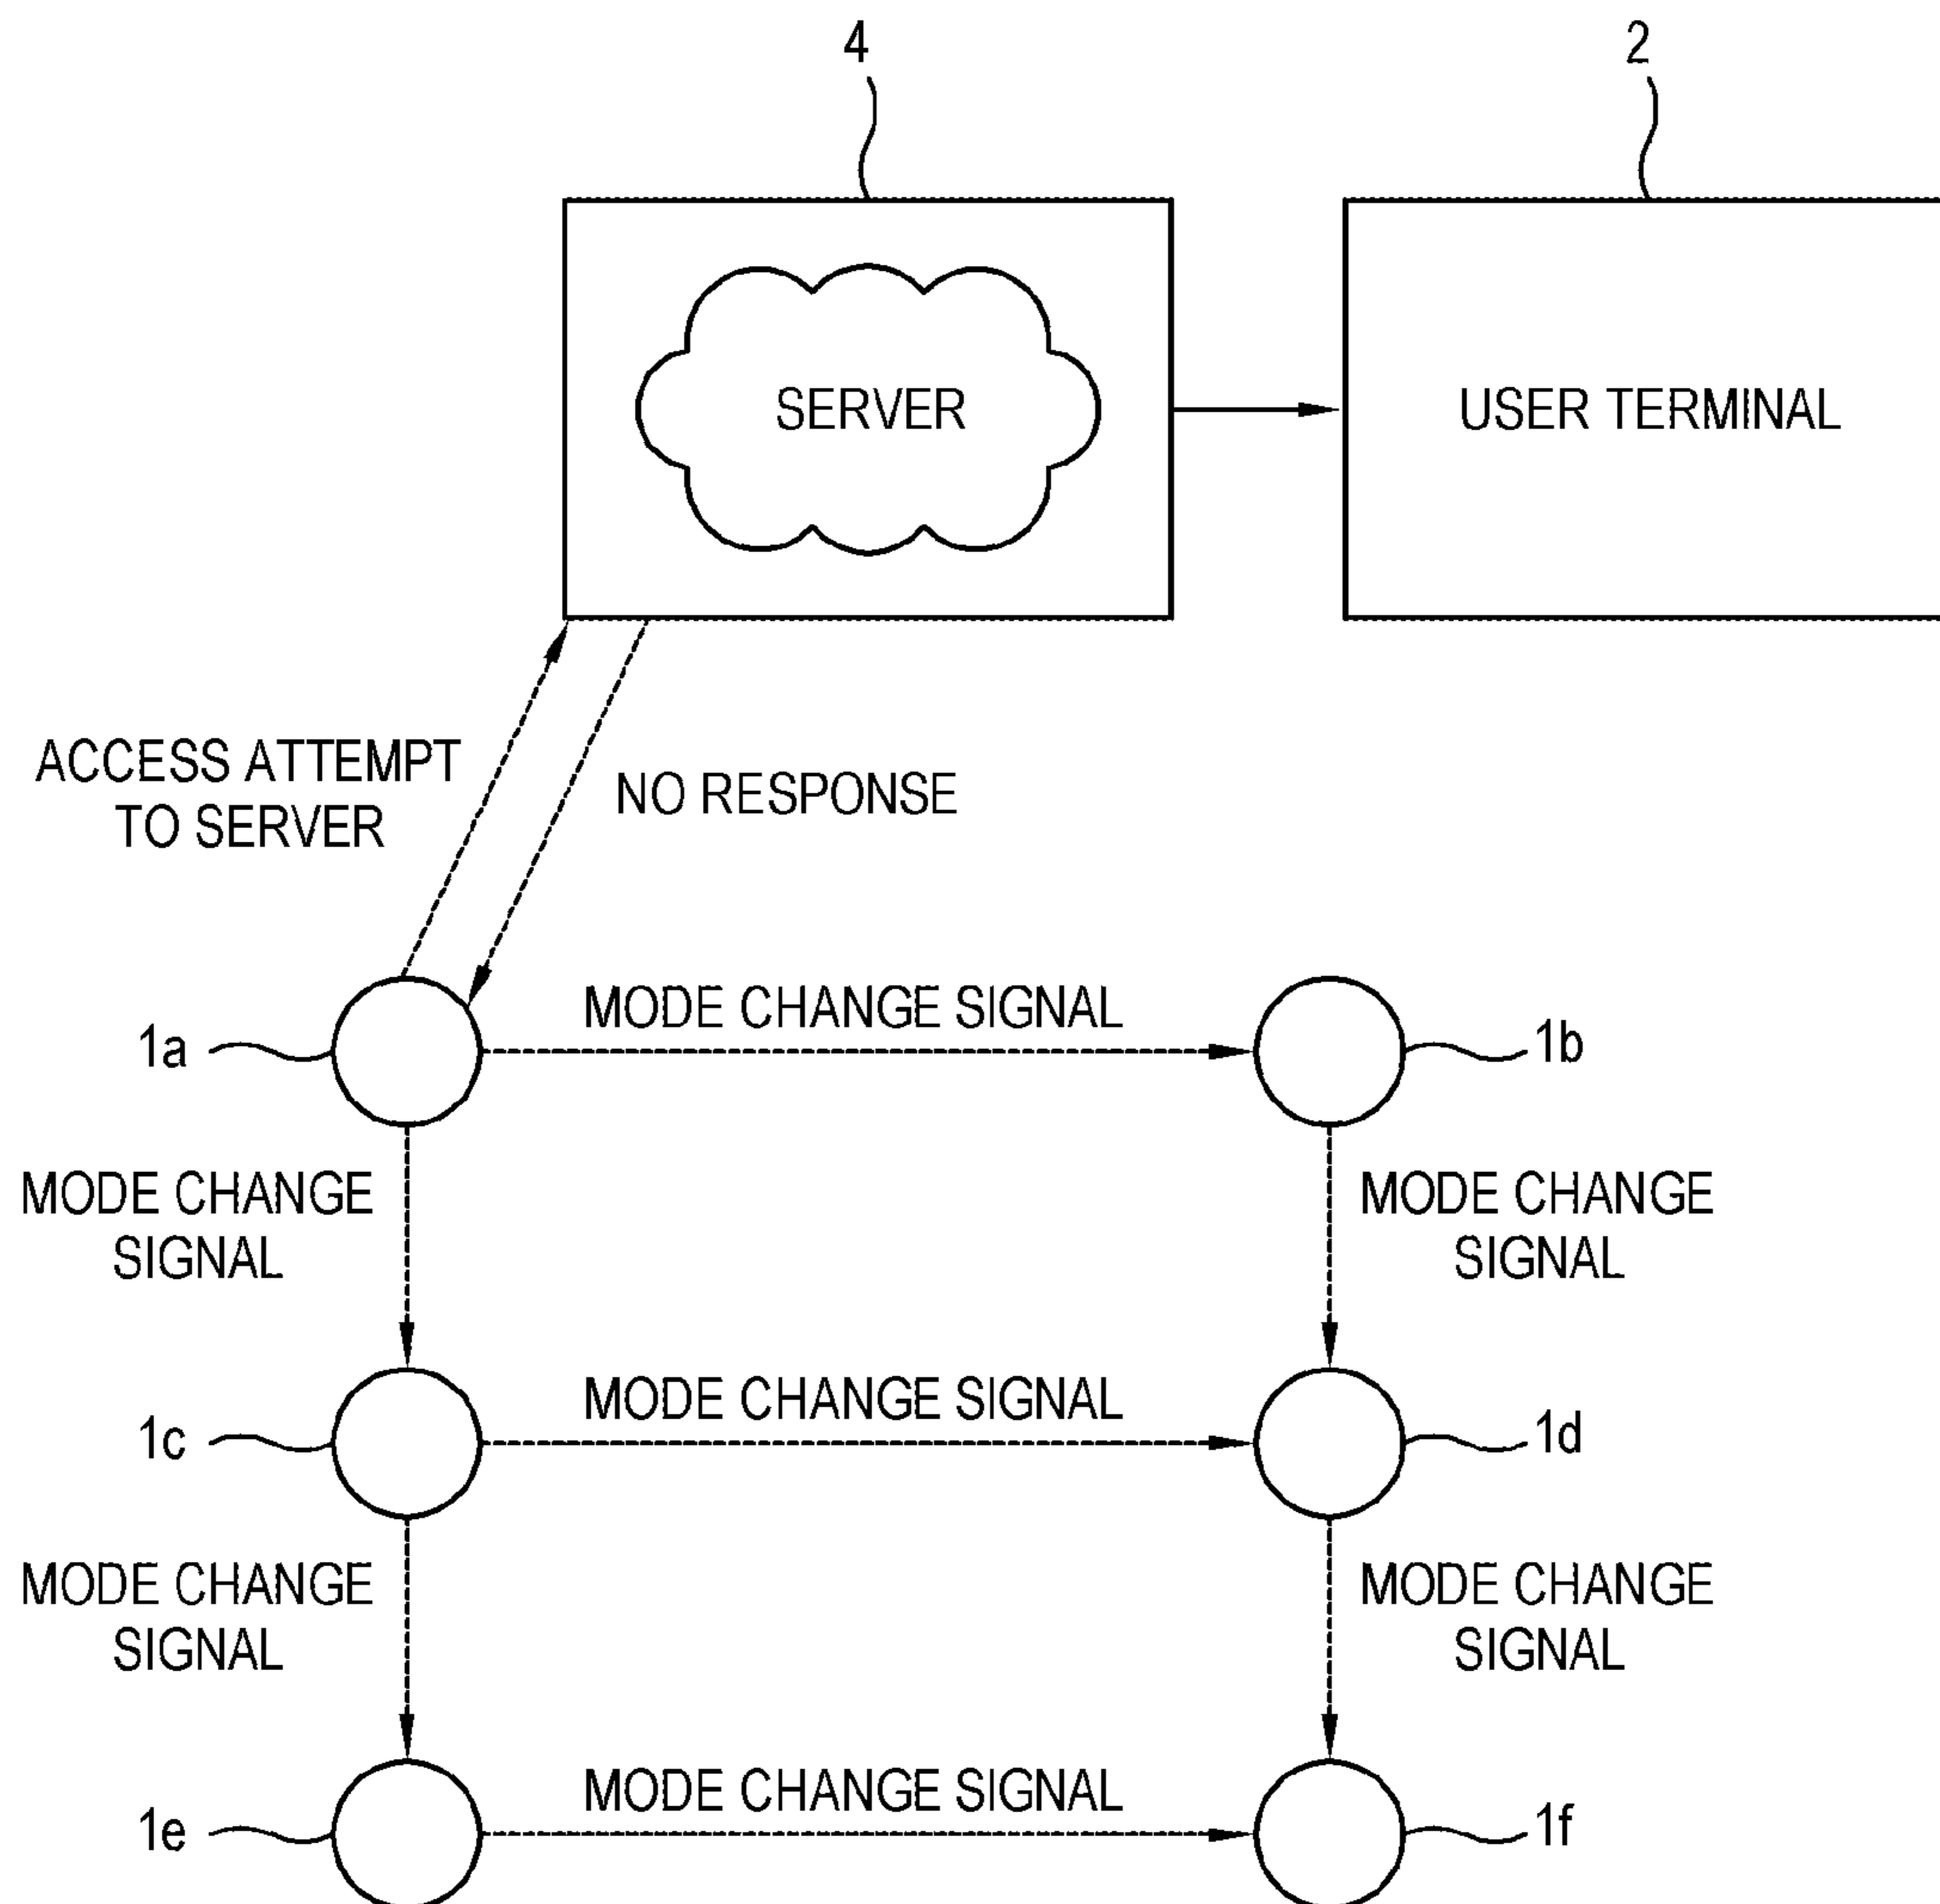 4
2
SERVER
USER TERMINAL
ACCESS ATTEMPT
TO SERVER
NO RESPONSE
MODE CHANGE SIGNAL
1a
1b
MODE CHANGE
SIGNAL
MODE CHANGE
SIGNAL
MODE CHANGE SIGNAL
1c
1d
MODE CHANGE
SIGNAL
MODE CHANGE
SIGNAL
MODE CHANGE SIGNAL
1e
1f